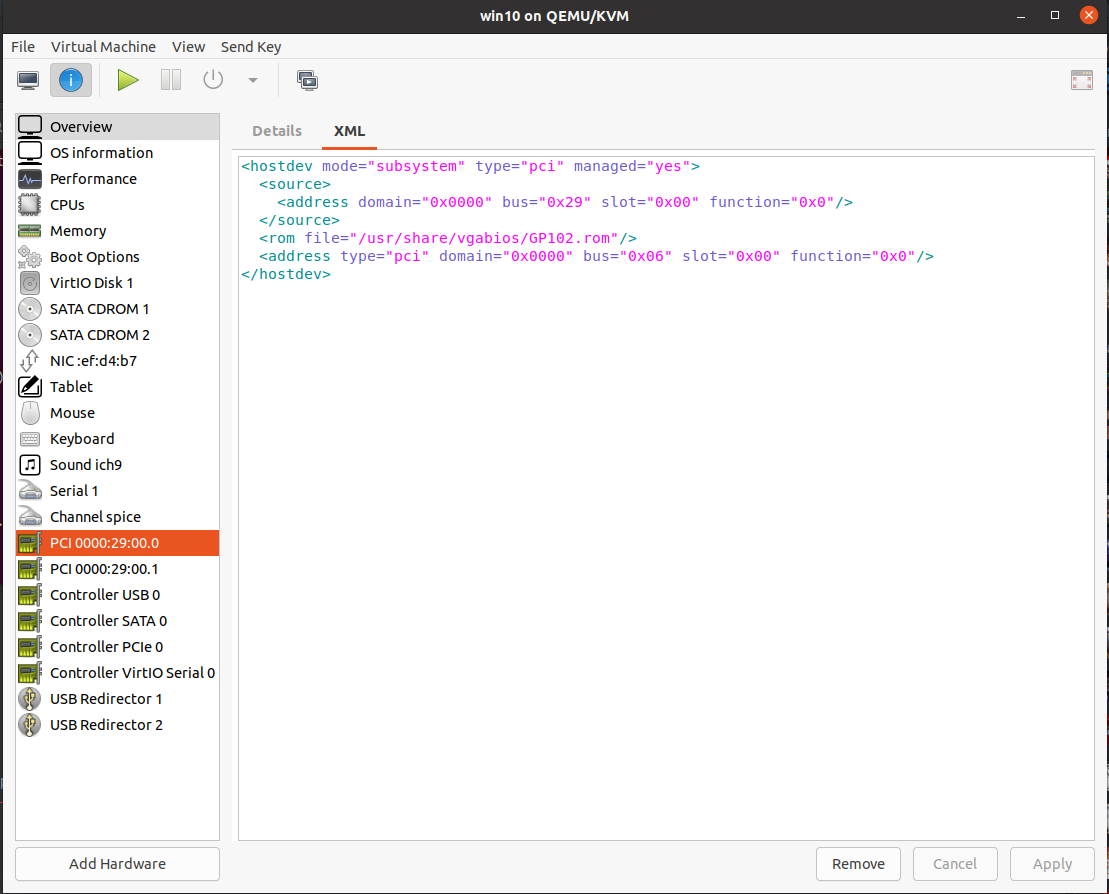 win10 on QEMU/KVM
File Virtual Machine View Send Key
Overview
OS information
Performance
CPUs
Memory
Boot Options
VirtIO Disk 1
SATA CDROM 1
SATA CDROM 2
NIC :ef:d4:b7
Tablet
Mouse
Keyboard
Sound ich9
Serial 1
Channel spice
PCI 0000:29:00.0
PCI 0000:29:00.1
Controller USB 0
Controller SATA 0
Controller PCIe 0
Controller VirtIO Serial 0
USB Redirector 1
USB Redirector 2
Add Hardware
Details XML
<hostdev mode="subsystem" type="pci" managed="yes">
  <source>
    <address domain="0x0000" bus="0x29" slot="0x00" function="0x0"/>
  </source>
  <rom file="/usr/share/vgabios/GP102.rom"/>
  <address type="pci" domain="0x0000" bus="0x06" slot="0x00" function="0x0"/>
</hostdev>
Remove Cancel Apply